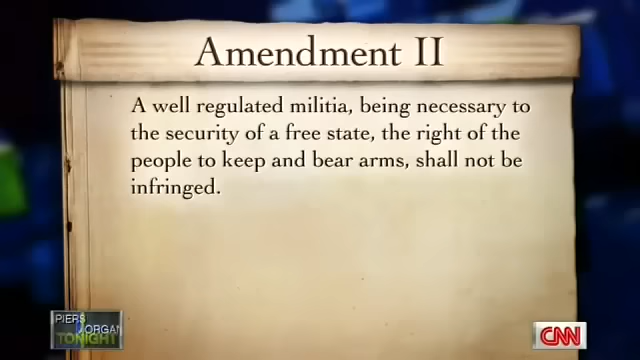 Amendment II
A well regulated militia, being necessary to
the security of a free state, the right of the
people to keep and bear arms, shall not be
infringed.
PIERS
MORGAN
TONIGHT
CNN